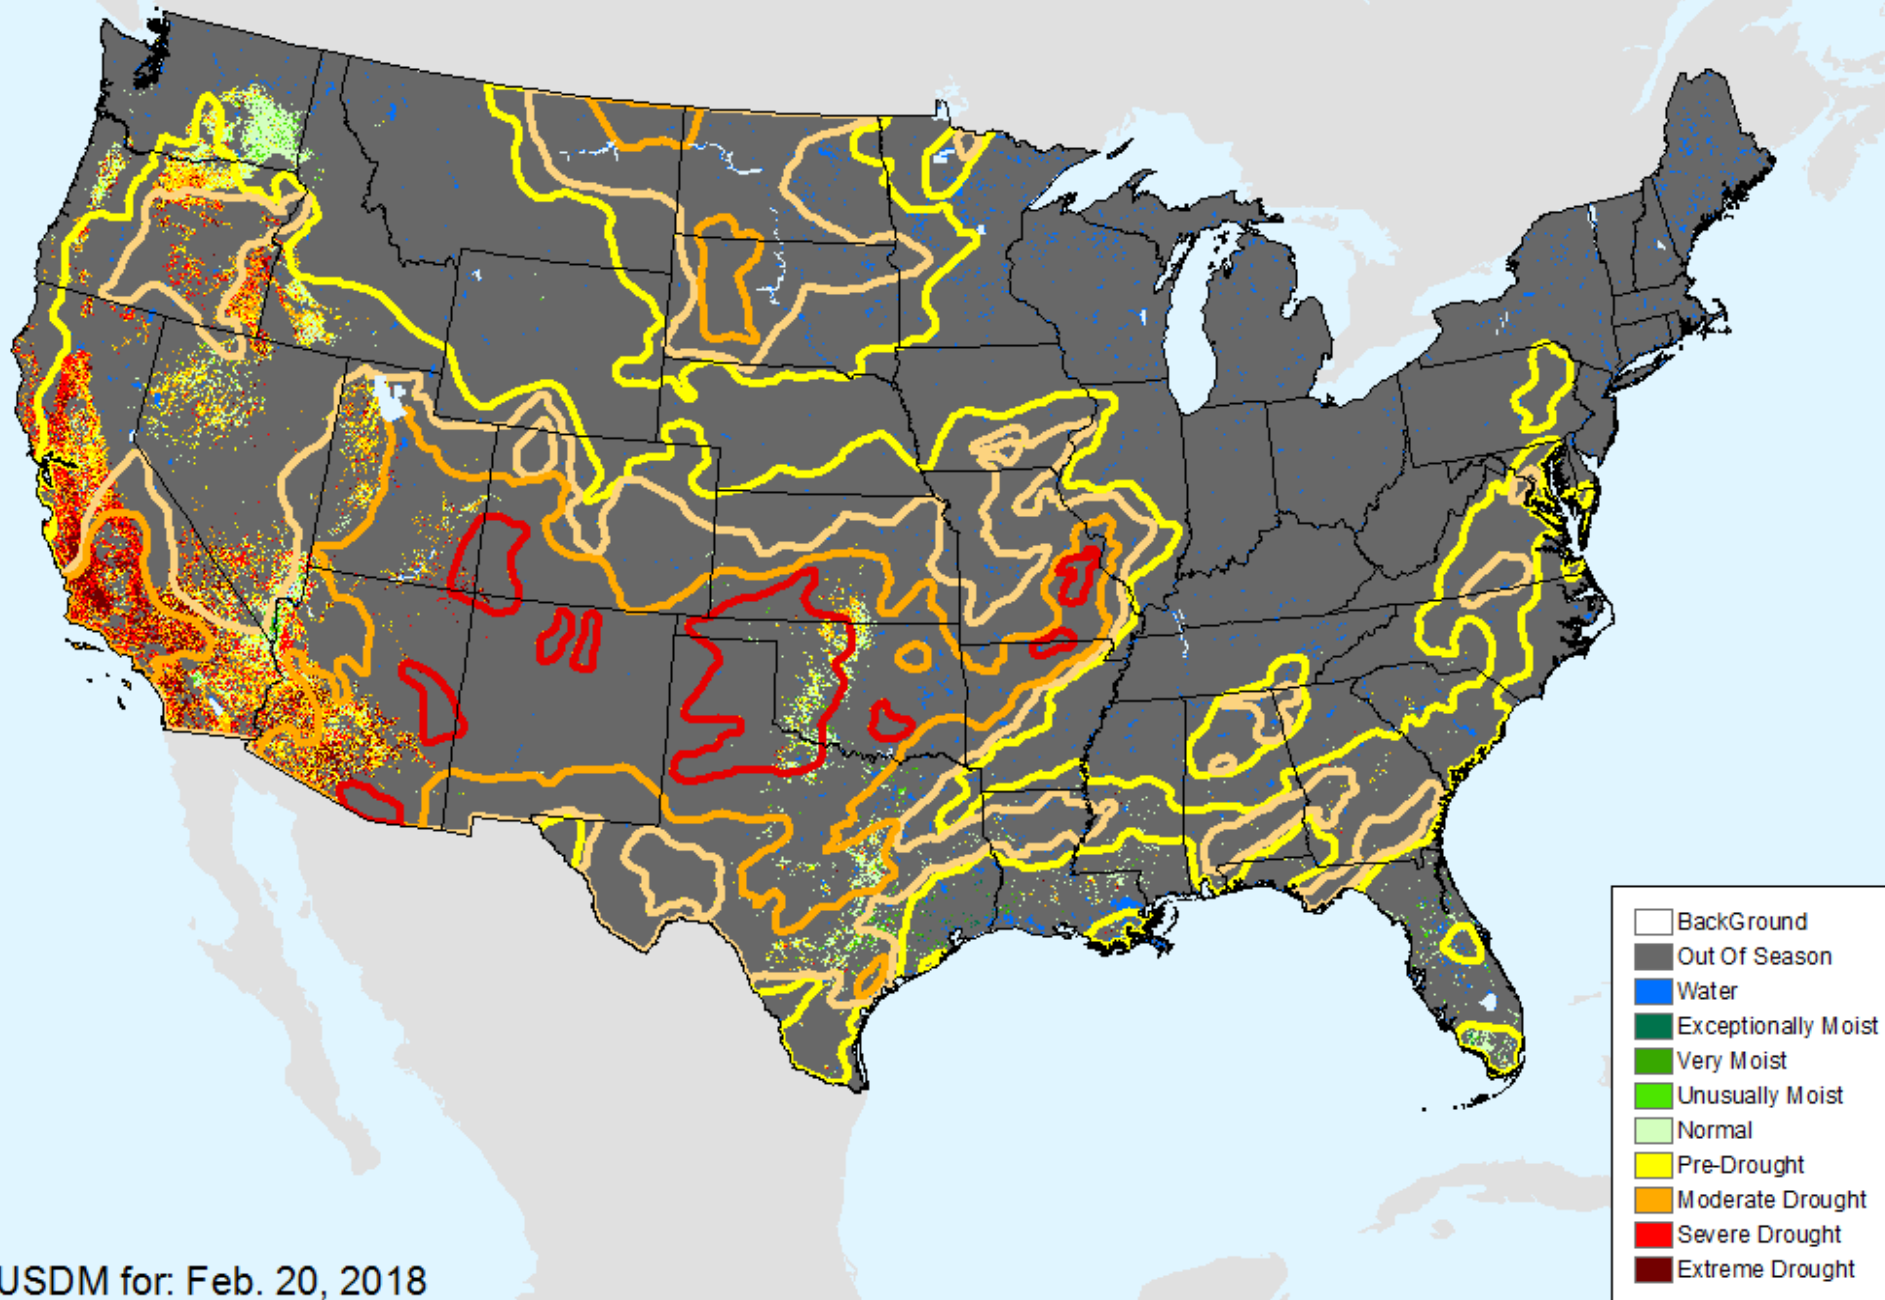 BackGround
Out Of Season
Water
Exceptionally Moist
Very Moist
Unusually Moist
Normal
Pre-Drought
Moderate Drought
Severe Drought
Extreme Drought
USDM for: Feb. 20, 2018